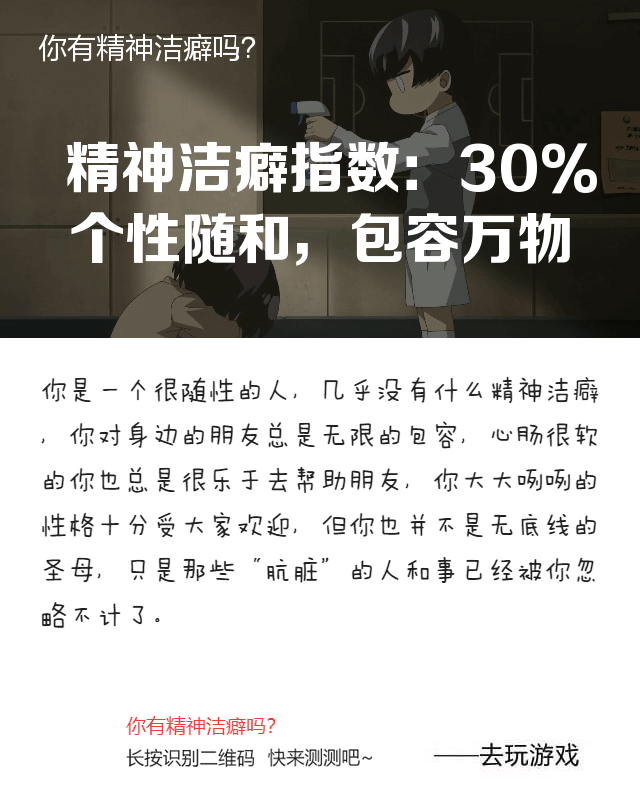 你有精神洁癖吗?
精神洁癖指数：30%
个性随和，包容万物
你是一个很随性的人, 几乎没有什么精神洁癖
, 你对身边的朋友总是无限的包容, 心肠很软
的你也总是很乐于去帮助朋友, 你大大咧咧的
性格十分受大家欢迎, 但你也并不是无底线的
圣母, 只是那些“肮脏”的人和事已经被你忽
略不计了。
你有精神洁癖吗?
长按识别二维码 快来测测吧~
——去玩游戏